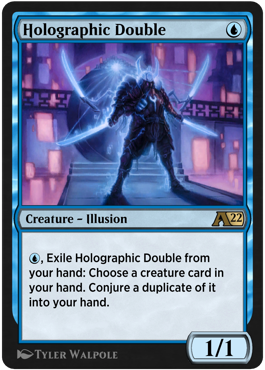 Holographic Double
Creature – Illusion
A22
, Exile Holographic Double from
your hand: Choose a creature card in
your hand. Conjure a duplicate of it
into your hand.
Tyler Walpole
1/1